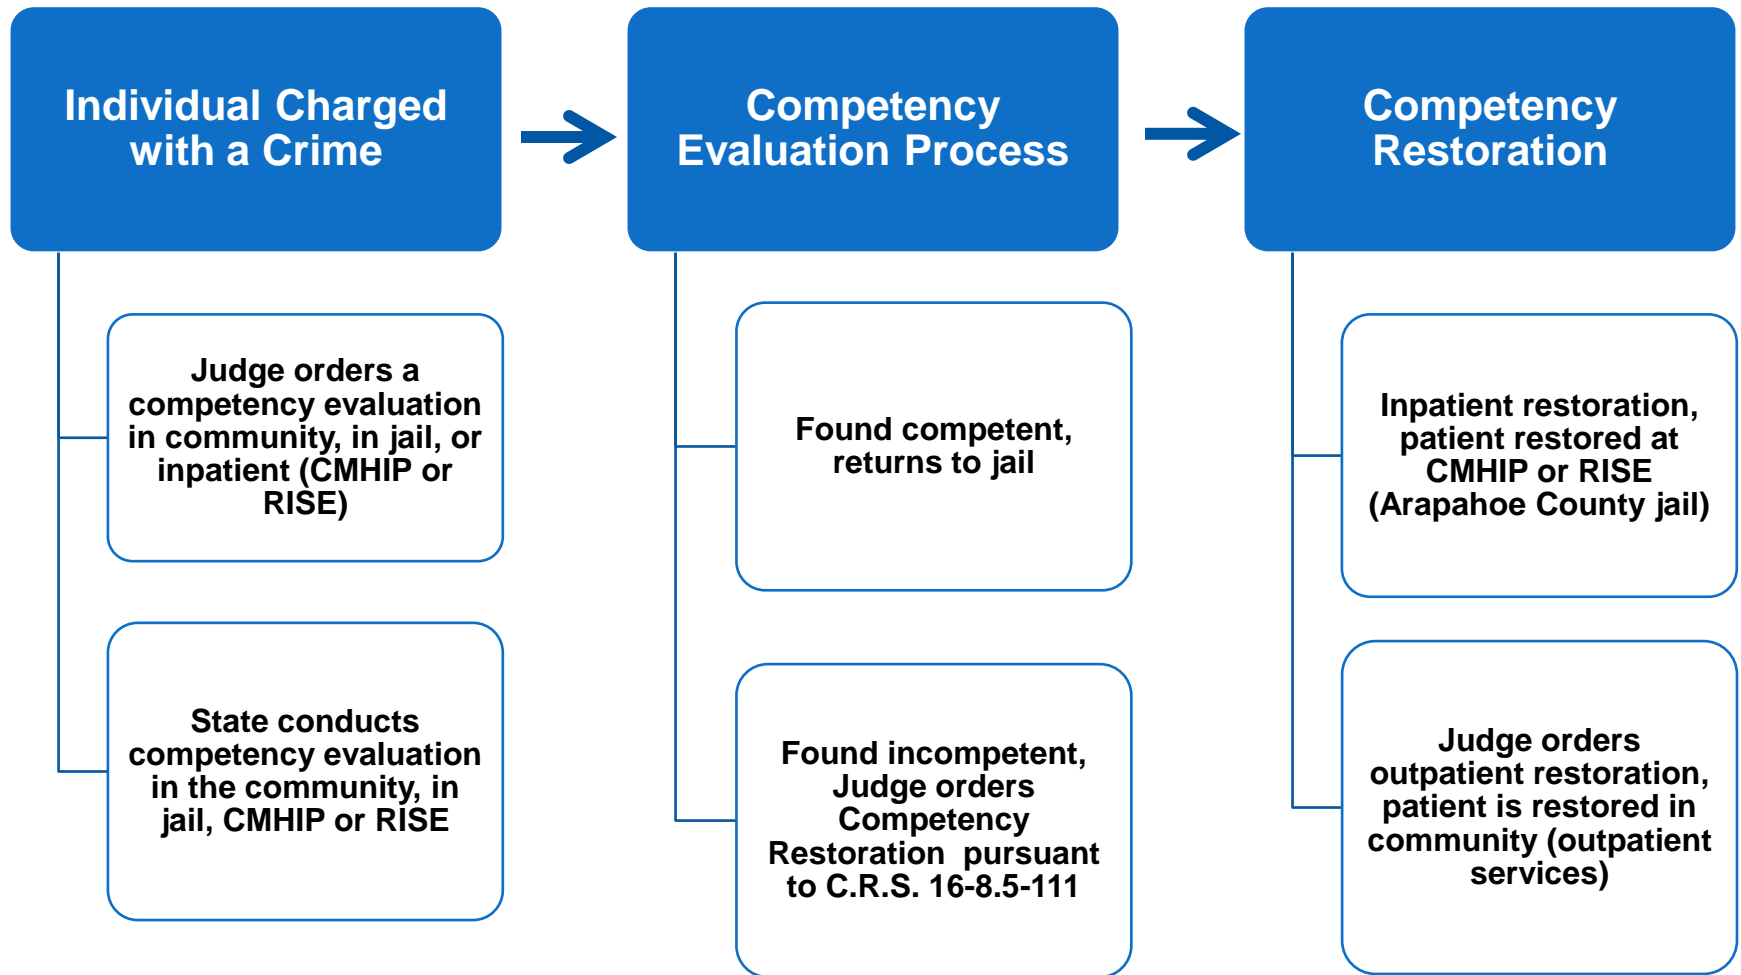 Individual Charged
with a Crime
Competency
Evaluation Process
Competency
Restoration
Judge orders a
competency evaluation
in community, in jail, or
inpatient (CMHIP or
RISE)
State conducts
competency evaluation
in the community, in
jail, CMHIP or RISE
Found competent,
returns to jail
Found incompetent,
Judge orders
Competency
Restoration  pursuant
to C.R.S. 16-8.5-111
Inpatient restoration,
patient restored at
CMHIP or RISE
(Arapahoe County jail)
Judge orders
outpatient restoration,
patient is restored in
community (outpatient
services)